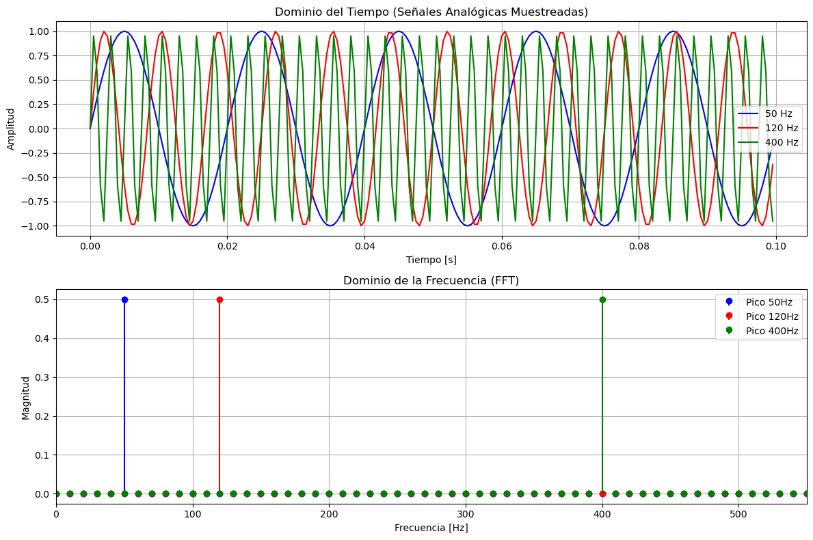 Dominio del Tiempo (Señales Analógicas Muestreadas)
1.00
0.75
0.50
0.25
0.00
−0.25
−0.50
−0.75
−1.00
Amplitud
50 Hz
120 Hz
400 Hz
0.00
0.02
0.04
0.06
0.08
0.10
Tiempo [s]
Dominio de la Frecuencia (FFT)
0.5
0.4
0.3
0.2
0.1
0.0
Magnitud
Pico 50Hz
Pico 120Hz
Pico 400Hz
0
100
200
300
400
500
Frecuencia [Hz]